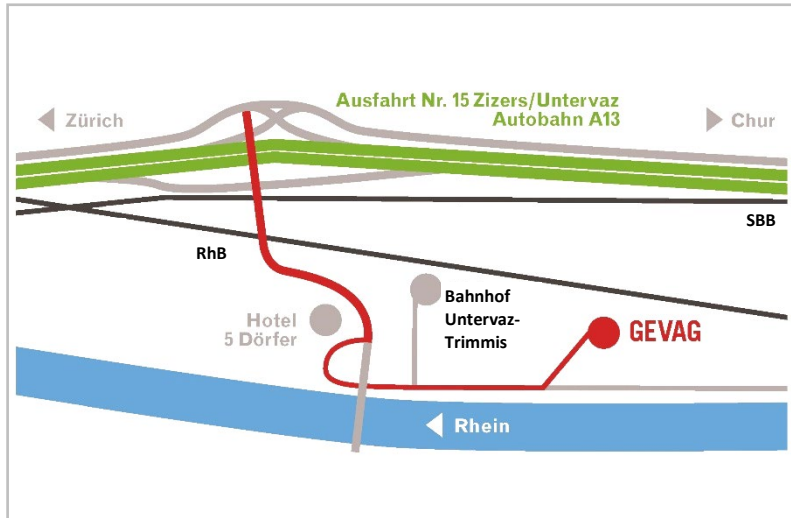 Ausfahrt Nr. 15 Zizers/Untervaz
Autobahn A13
Zürich
Chur
SBB
RhB
Bahnhof
Untervaz-
Trimmis
Hotel
5 Dörfer
GEVAG
Rhein